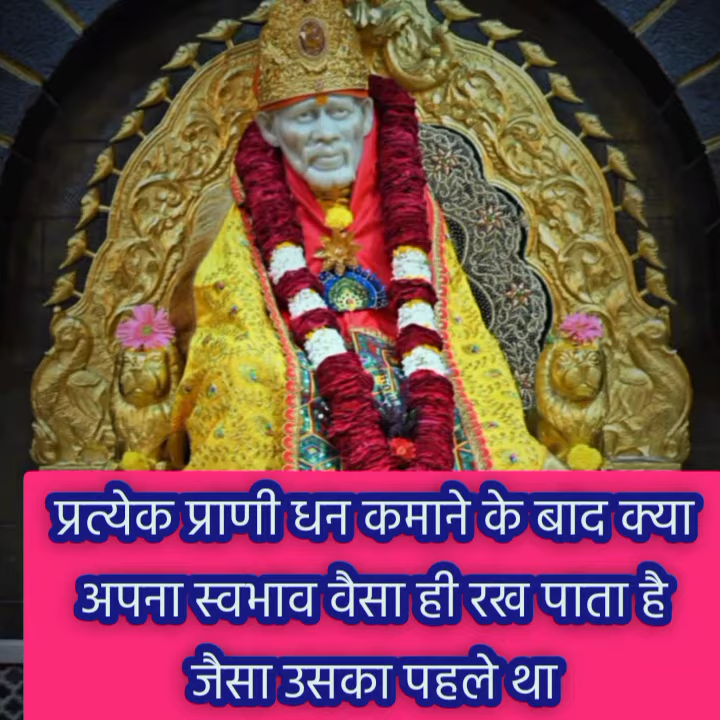 प्रत्येक प्राणी धन कमाने के बाद क्या
अपना स्वभाव वैसा ही रख पाता है
जैसा उसका पहले था